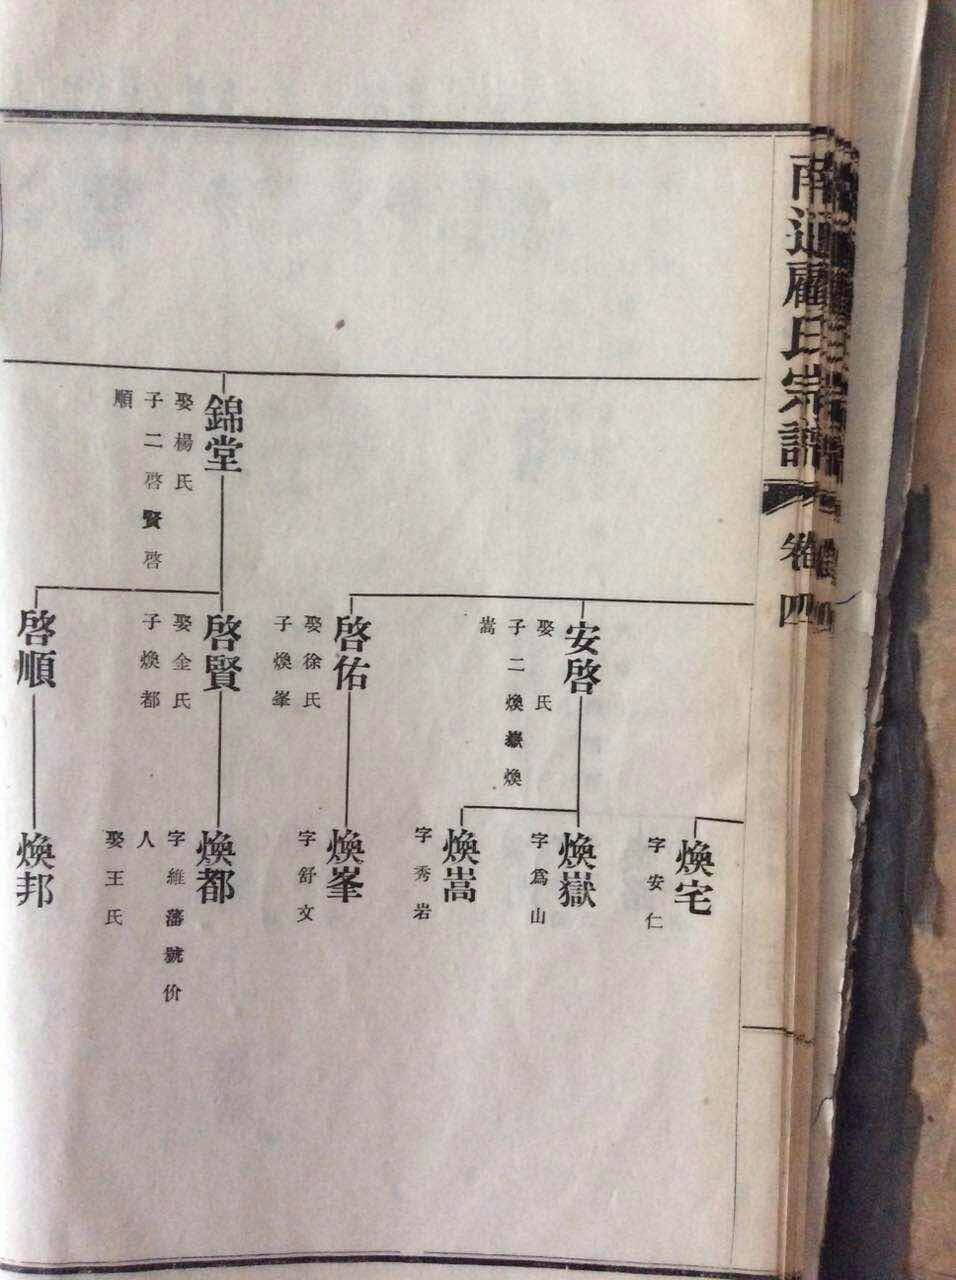 南通顧氏宗譜
卷四
錦堂
娶楊氏
子二啓賢啓
順
安啓
娶 氏
子二煥嶽煥
嵩
啓佑
娶徐氏
子煥峯
啓賢
娶金氏
子煥都
啓順
煥宅
字安仁
煥嶽
字爲山
煥嵩
字秀岩
煥峯
字舒文
煥都
字維藩號价
人
娶王氏
煥邦